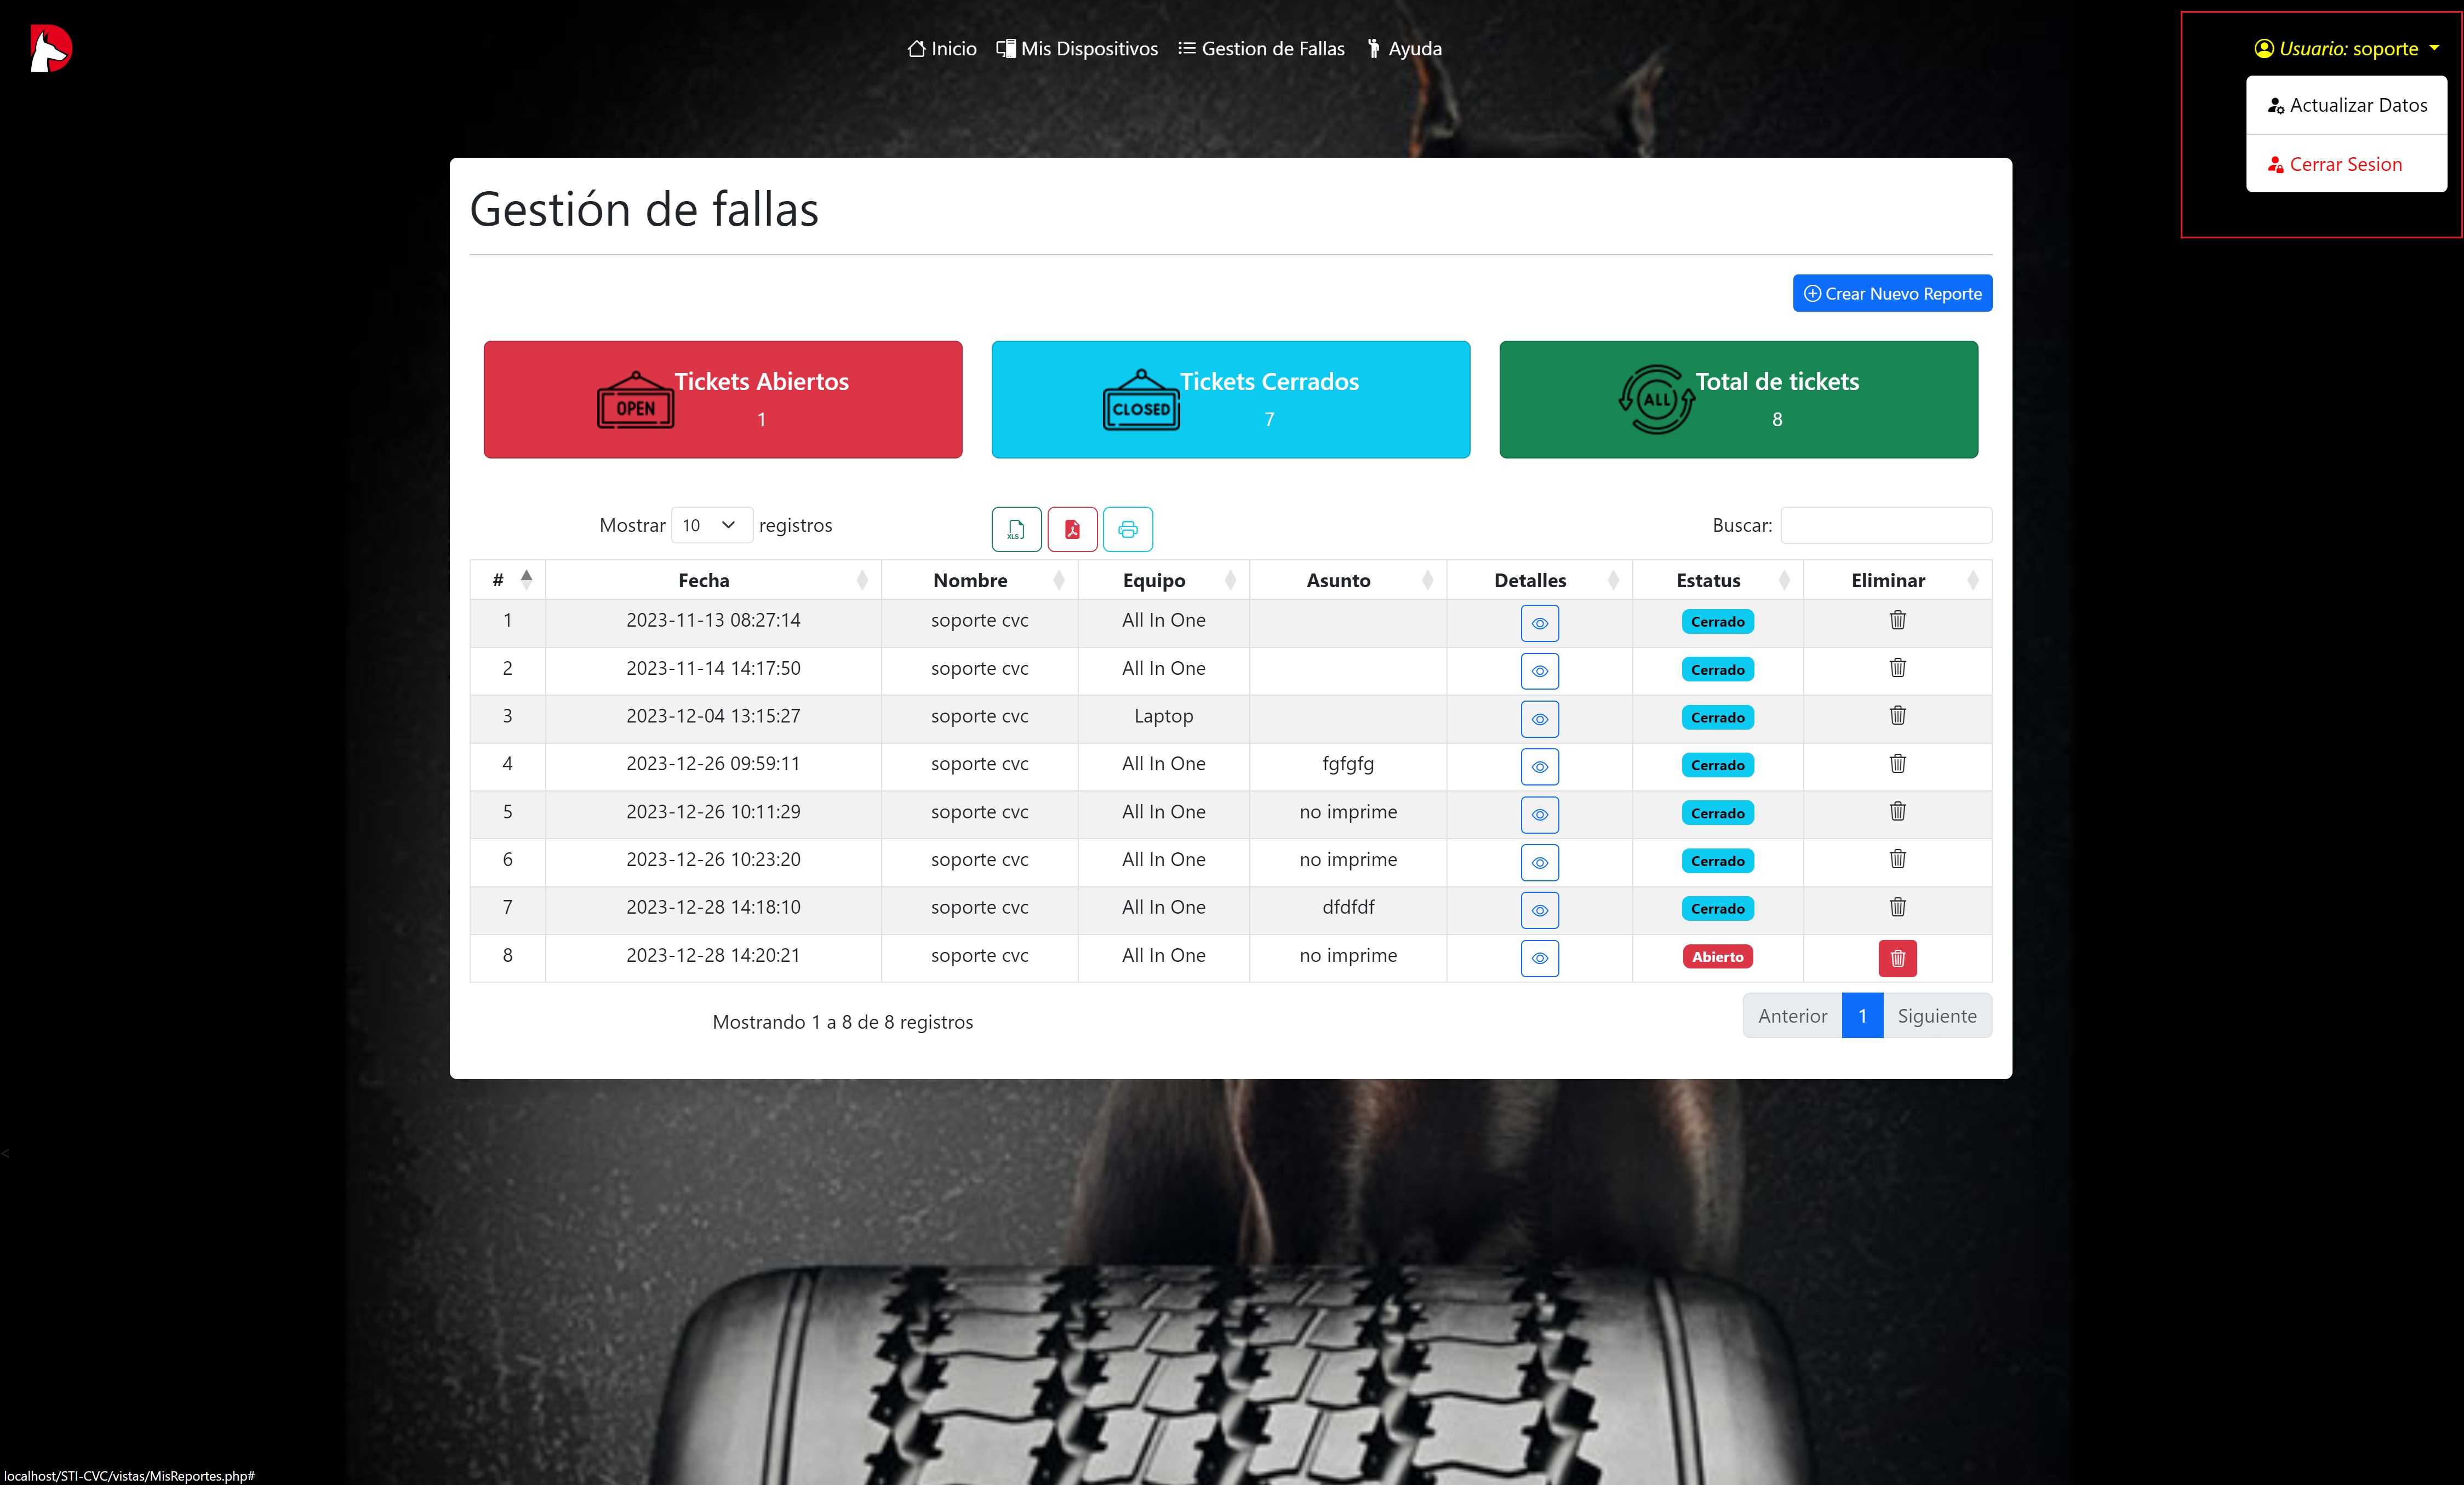 Inicio Mis Dispositivos Gestion de Fallas Ayuda
Usuario: soporte
Actualizar Datos
Cerrar Sesion
Gestión de fallas
Crear Nuevo Reporte
OPEN Tickets Abiertos
1
CLOSED Tickets Cerrados
7
ALL Total de tickets
8
Mostrar 10 registros
XLS
Buscar:
# Fecha Nombre Equipo Asunto Detalles Estatus Eliminar
1 2023-11-13 08:27:14 soporte cvc All In One Cerrado
2 2023-11-14 14:17:50 soporte cvc All In One Cerrado
3 2023-12-04 13:15:27 soporte cvc Laptop Cerrado
4 2023-12-26 09:59:11 soporte cvc All In One fgfgfg Cerrado
5 2023-12-26 10:11:29 soporte cvc All In One no imprime Cerrado
6 2023-12-26 10:23:20 soporte cvc All In One no imprime Cerrado
7 2023-12-28 14:18:10 soporte cvc All In One dfdfdf Cerrado
8 2023-12-28 14:20:21 soporte cvc All In One no imprime Abierto
Mostrando 1 a 8 de 8 registros
Anterior 1 Siguiente
<
localhost/STI-CVC/vistas/MisReportes.php#